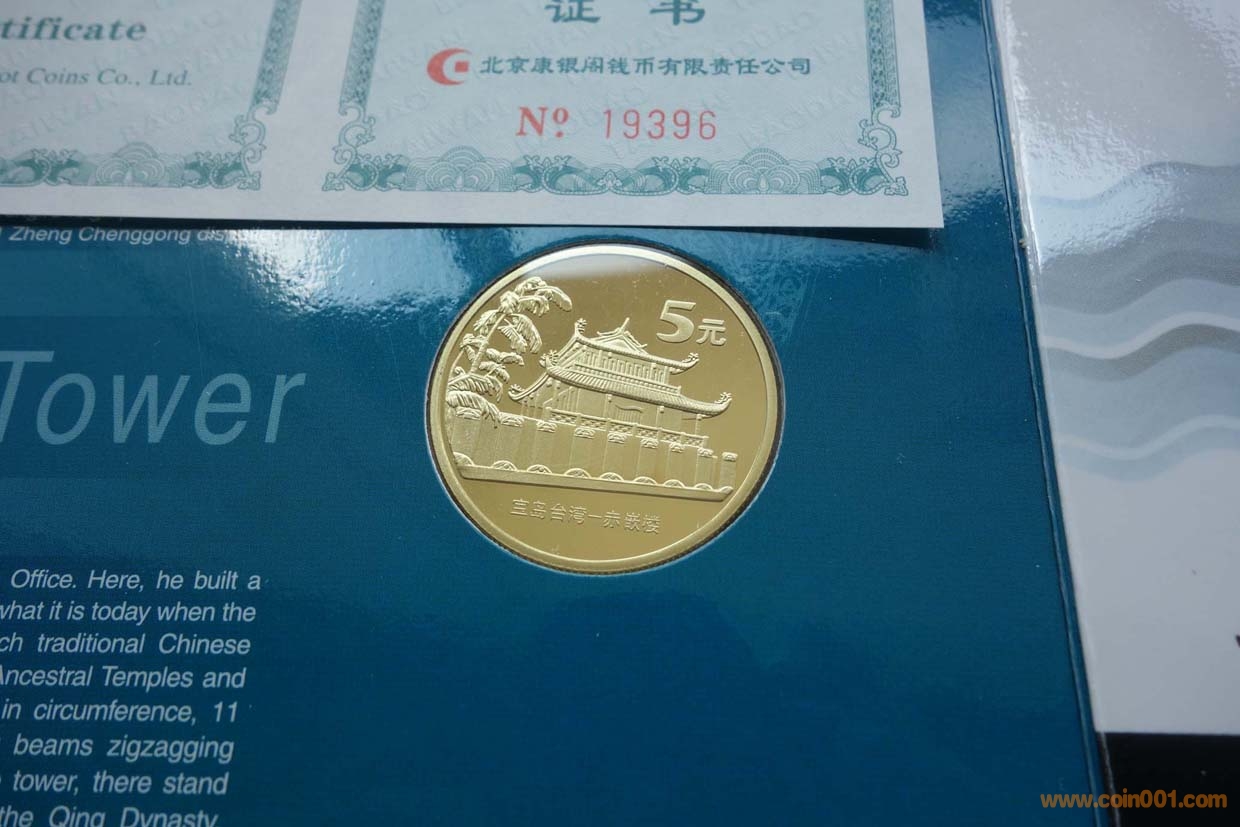 tificate
ot Coins Co., Ltd.
证 书
北京康银阁钱币有限责任公司
Nº 19396
Zheng Chenggong dis
Tower
5元
宝岛台湾—赤嵌楼
Office. Here, he built a
what it is today when the
ch traditional Chinese
Ancestral Temples and
in circumference, 11
beams zigzagging
tower, there stand
the Qing Dynasty
www.coin001.com